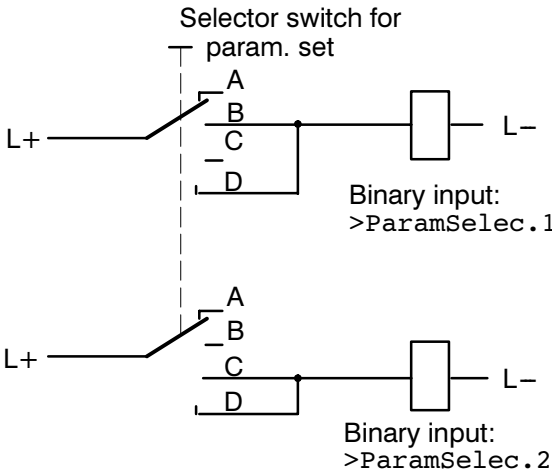 Selector switch for
param. set
A
B
L+
C
L−
D
Binary input:
>ParamSelec.1
A
B
L+
C
L−
D
Binary input:
>ParamSelec.2